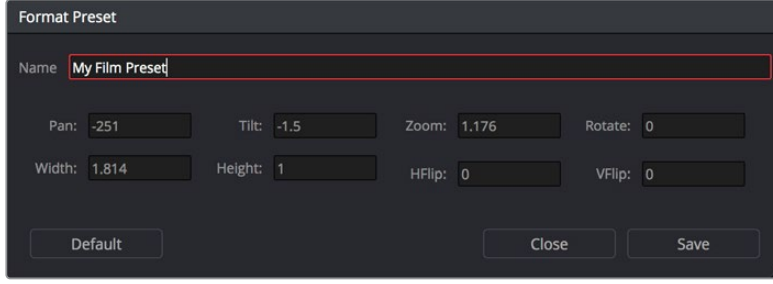 Format Preset
Name My Film Preset
Pan: -251 Tilt: -1.5 Zoom: 1.176 Rotate: 0
Width: 1.814 Height: 1 HFlip: 0 VFlip: 0
Default Close Save